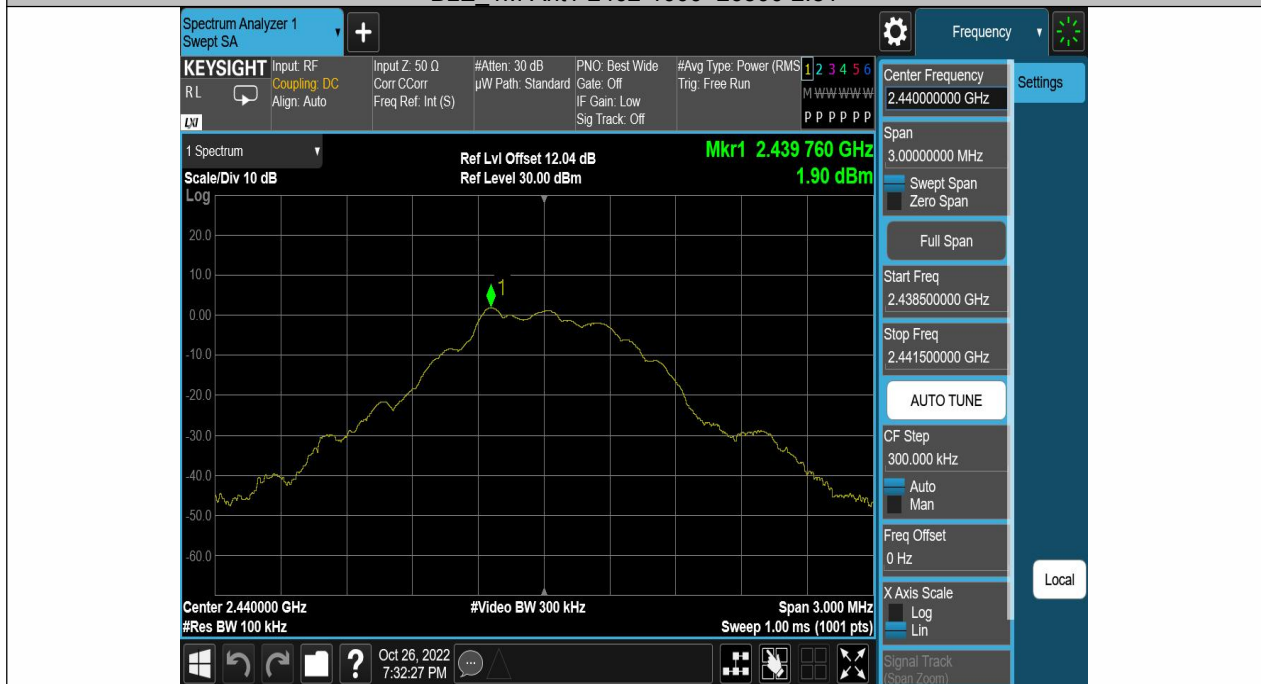 Spectrum Analyzer 1
Swept SA
+
Frequency
KEYSIGHT
RL
LXI
Input: RF
Coupling: DC
Align: Auto
Input Z: 50 Ω
Corr CCorr
Freq Ref: Int (S)
#Atten: 30 dB
µW Path: Standard
PNO: Best Wide
Gate: Off
IF Gain: Low
Sig Track: Off
#Avg Type: Power (RMS
Trig: Free Run
1 2 3 4 5 6
M W W W W W
P P P P P P
1 Spectrum
Scale/Div 10 dB
Ref Lvl Offset 12.04 dB
Ref Level 30.00 dBm
Mkr1 2.439 760 GHz
1.90 dBm
Log
20.0
10.0
0.00
-10.0
-20.0
-30.0
-40.0
-50.0
-60.0
1
Center 2.440000 GHz
#Video BW 300 kHz
Span 3.000 MHz
#Res BW 100 kHz
Sweep 1.00 ms (1001 pts)
?
Oct 26, 2022
7:32:27 PM
Center Frequency
2.440000000 GHz
Settings
Span
3.00000000 MHz
Swept Span
Zero Span
Full Span
Start Freq
2.438500000 GHz
Stop Freq
2.441500000 GHz
AUTO TUNE
CF Step
300.000 kHz
Auto
Man
Freq Offset
0 Hz
Local
X Axis Scale
Log
Lin
Signal Track
(Span Zoom)